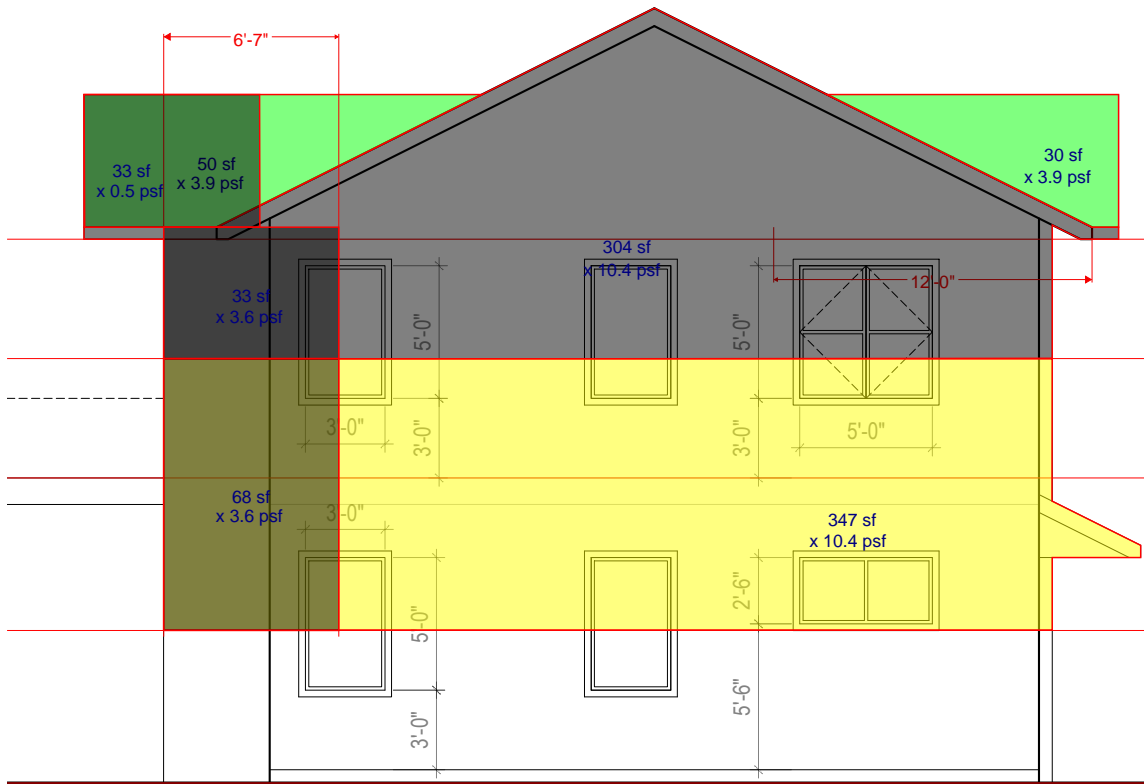 6'-7"
33 sf
x 0.5 psf
50 sf
x 3.9 psf
30 sf
x 3.9 psf
304 sf
x 10.4 psf
12'-0"
33 sf
x 3.6 psf
5'-0"
5'-0"
3'-0"
3'-0"
3'-0"
5'-0"
68 sf
x 3.6 psf
3'-0"
347 sf
x 10.4 psf
5'-0"
2'-6"
3'-0"
5'-6"